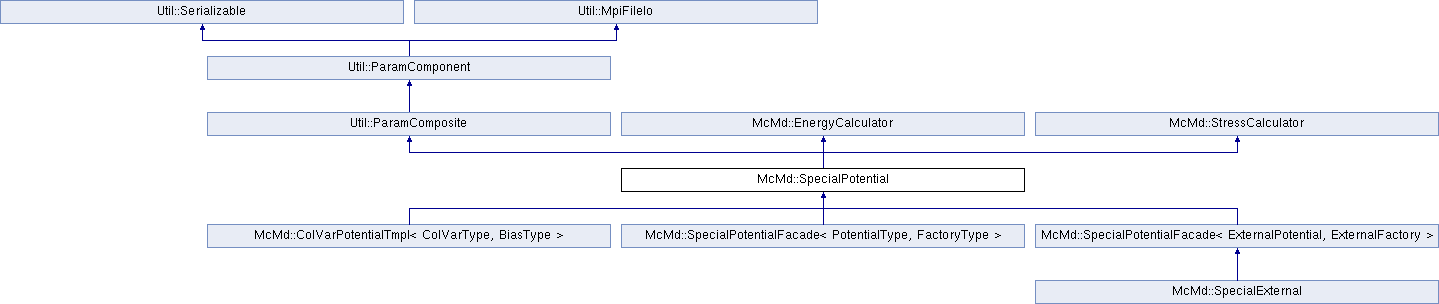 Util::Serializable
Util::MpiFileIo
Util::ParamComponent
Util::ParamComposite
McMd::EnergyCalculator
McMd::StressCalculator
McMd::SpecialPotential
McMd::ColVarPotentialTmpl< ColVarType, BiasType >
McMd::SpecialPotentialFacade< PotentialType, FactoryType >
McMd::SpecialPotentialFacade< ExternalPotential, ExternalFactory >
McMd::SpecialExternal